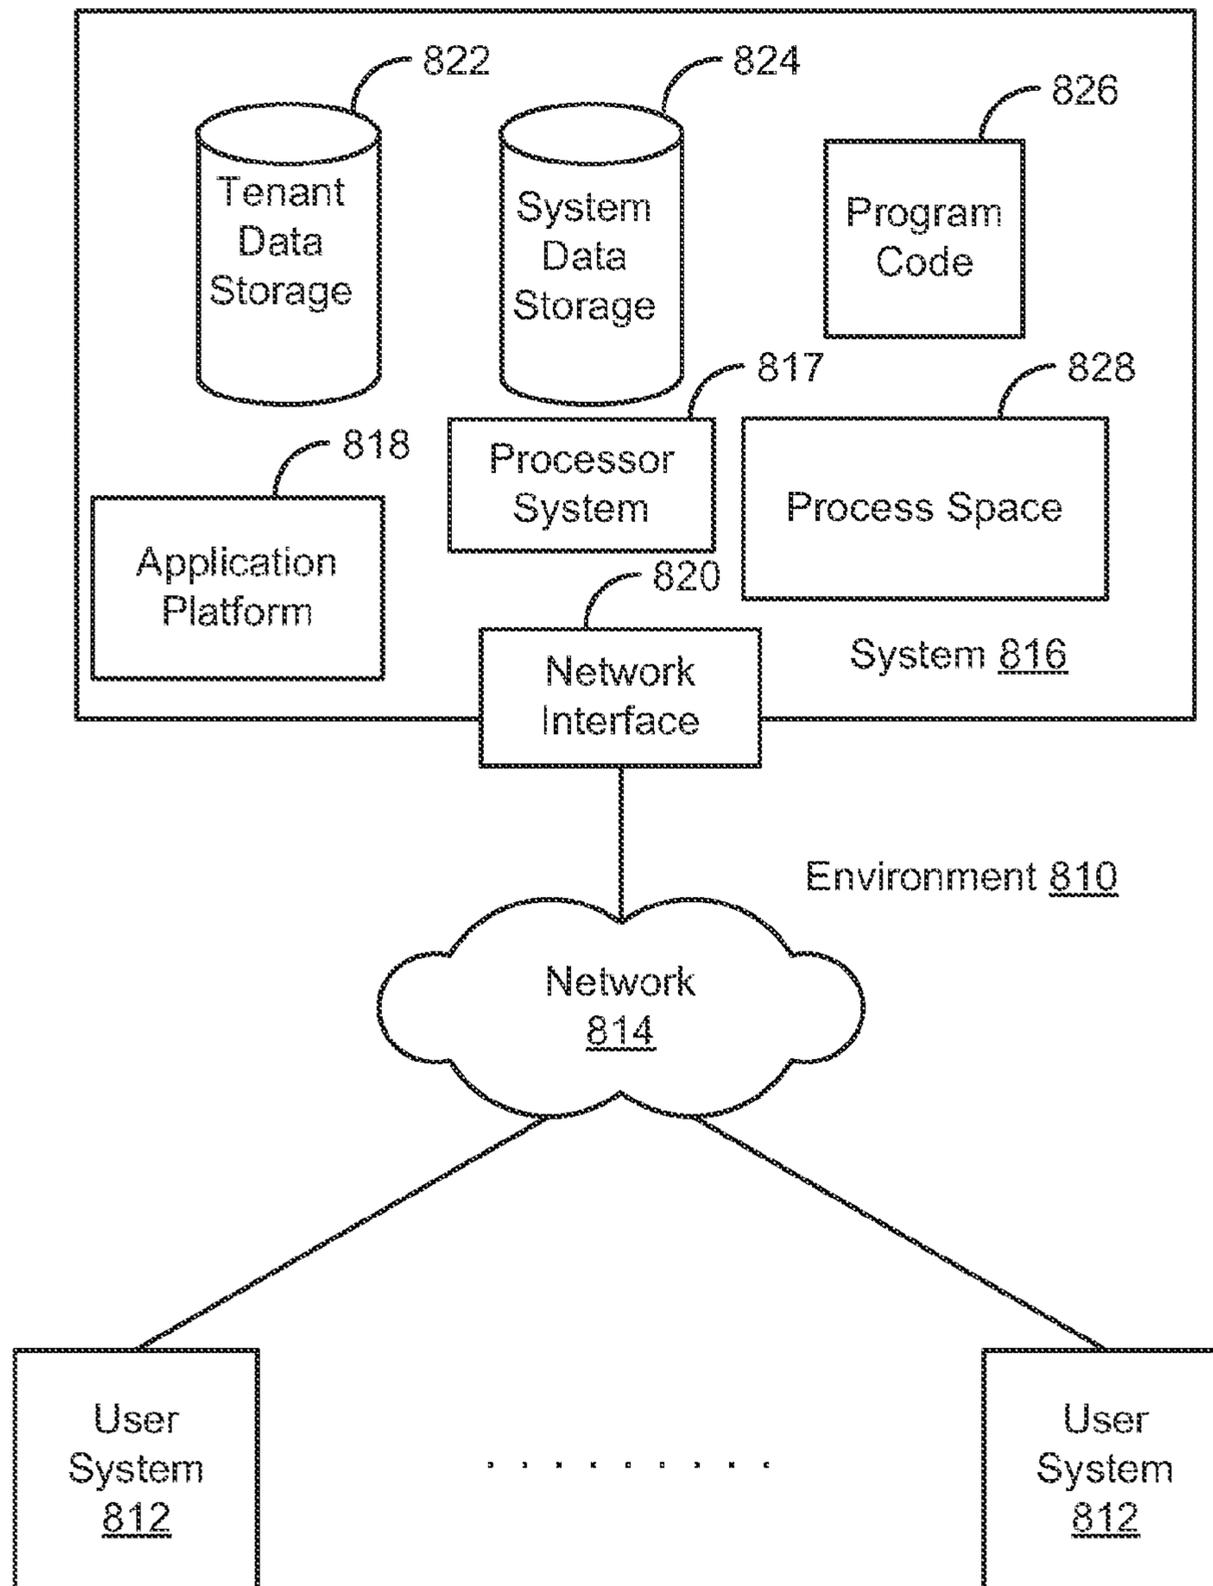 822
824
826
Tenant
Data
Storage
System
Data
Storage
Program
Code
817
828
818
Processor
System
Process Space
Application
Platform
820
Network
Interface
System 816
Environment 810
Network
814
User
System
812
User
System
812